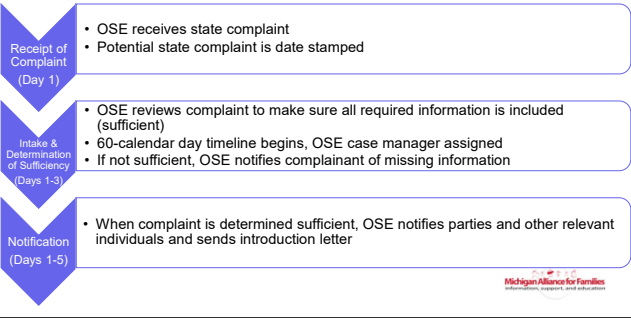 Receipt of
Complaint
(Day 1)
• OSE receives state complaint
• Potential state complaint is date stamped
Intake &
Determination
of Sufficiency
(Days 1-3)
• OSE reviews complaint to make sure all required information is included
(sufficient)
• 60-calendar day timeline begins, OSE case manager assigned
• If not sufficient, OSE notifies complainant of missing information
Notification
(Days 1-5)
• When complaint is determined sufficient, OSE notifies parties and other relevant
individuals and sends introduction letter
Michigan Alliance for Families
information, support, and education